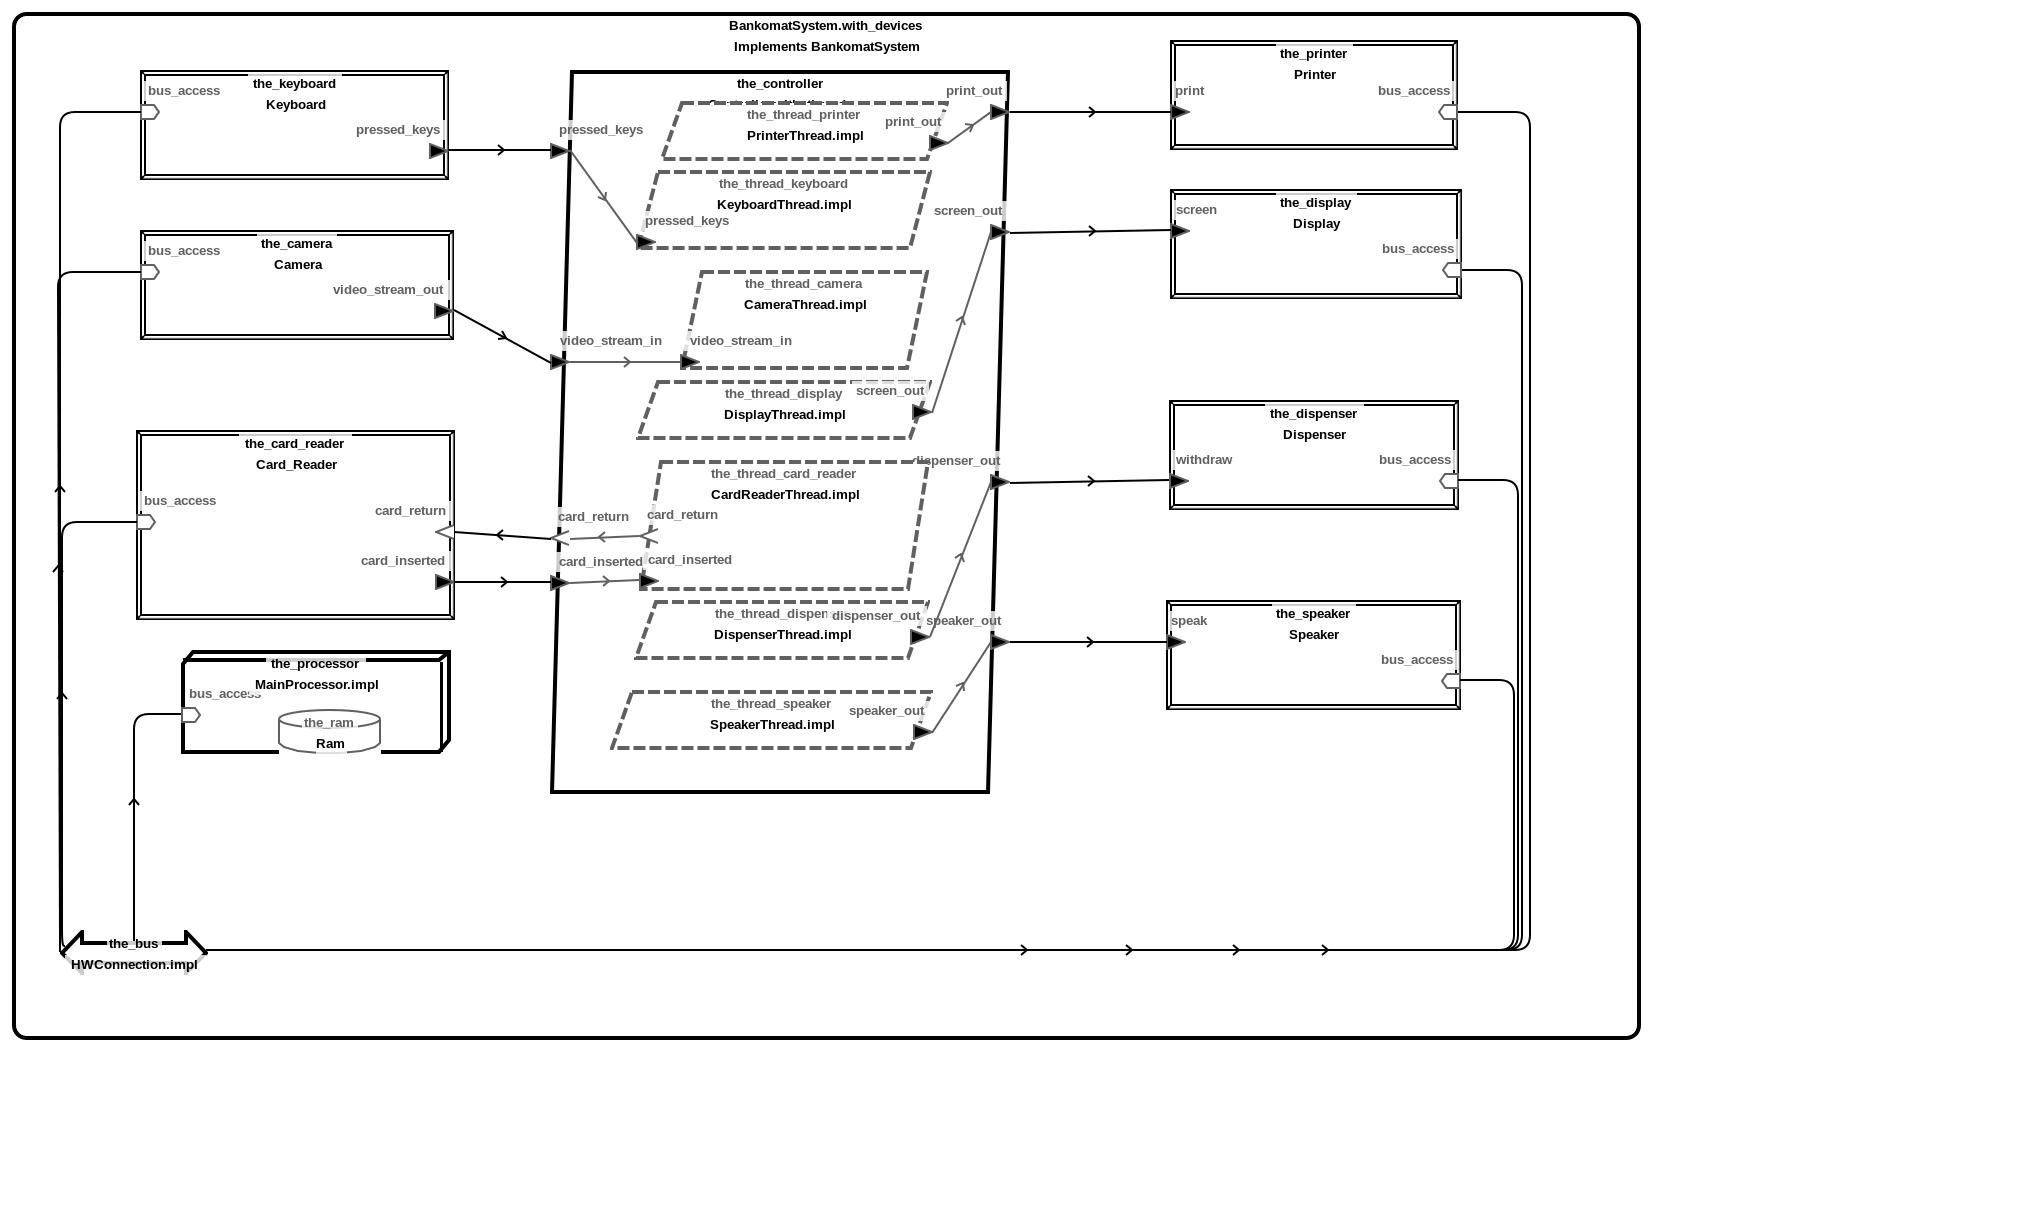 BankomatSystem.with_devices
Implements BankomatSystem
the_keyboard
Keyboard
bus_access
pressed_keys
the_camera
Camera
bus_access
video_stream_out
the_card_reader
Card_Reader
bus_access
card_return
card_inserted
the_processor
MainProcessor.impl
bus_access
the_ram
Ram
the_bus
HWConnection.impl
the_controller
pressed_keys
video_stream_in
card_return
card_inserted
print_out
screen_out
dispenser_out
speaker_out
the_thread_printer
PrinterThread.impl
print_out
the_thread_keyboard
KeyboardThread.impl
pressed_keys
the_thread_camera
CameraThread.impl
video_stream_in
the_thread_display
DisplayThread.impl
screen_out
the_thread_card_reader
CardReaderThread.impl
card_return
card_inserted
the_thread_dispen
dispenser_out
DispenserThread.impl
the_thread_speaker
SpeakerThread.impl
speaker_out
the_printer
Printer
print
bus_access
the_display
Display
screen
bus_access
the_dispenser
Dispenser
withdraw
bus_access
the_speaker
Speaker
speak
bus_access